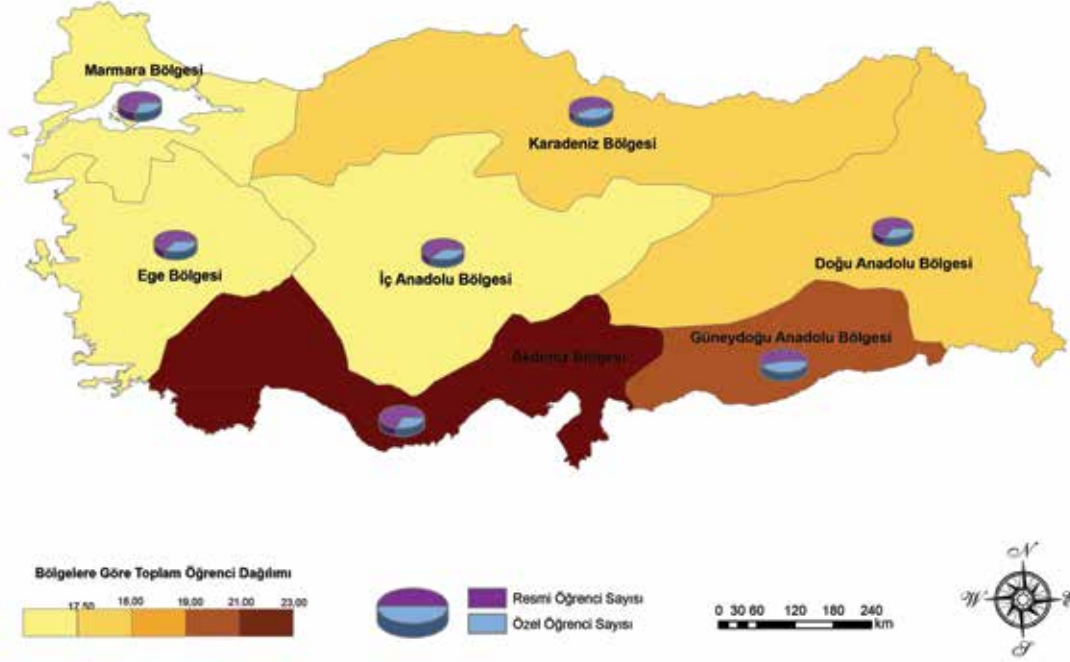 Marmara Bölgesi
Karadeniz Bölgesi
Ege Bölgesi
İç Anadolu Bölgesi
Doğu Anadolu Bölgesi
Güneydoğu Anadolu Bölgesi
Akdeniz Bölgesi
Bölgelere Göre Toplam Öğrenci Dağılımı
17,50 18,00 19,00 21,00 23,00
Resmi Öğrenci Sayısı
Özel Öğrenci Sayısı
0 30 60 120 180 240
km
N
W E
S